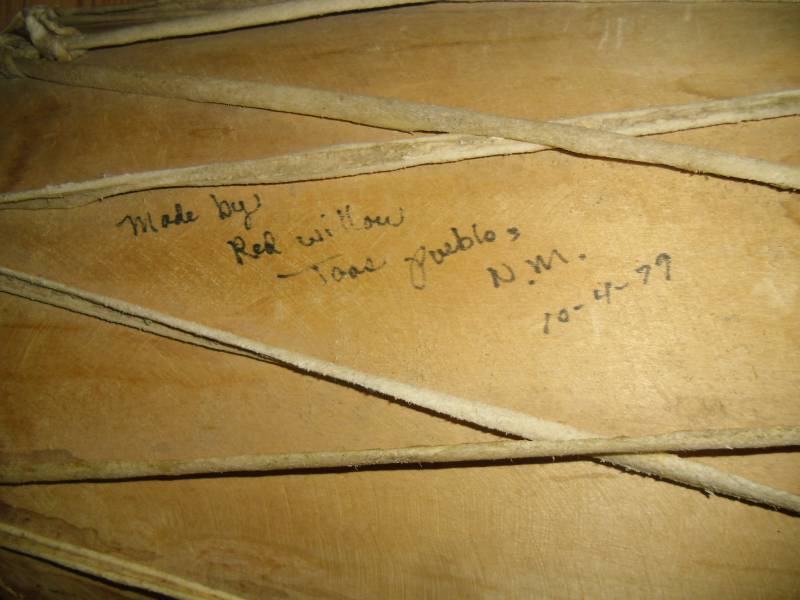 Made by
Red willow
Taos pueblo,
N.M.
10-4-79